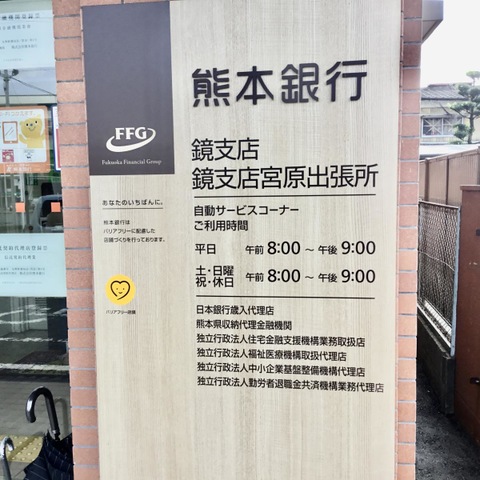 熊本銀行
FFG
Fukuoka Financial Group
鏡支店
鏡支店宮原出張所
あなたのいちばんに。
熊本銀行は
バリアフリーに配慮した
店舗づくりを行っております。
バリアフリー店舗
自動サービスコーナー
ご利用時間
平日 午前 8:00 ～ 午後 9:00
土・日曜
祝・休日 午前 8:00 ～ 午後 9:00
日本銀行歳入代理店
熊本県収納代理金融機関
独立行政法人住宅金融支援機構業務取扱店
独立行政法人福祉医療機構取扱代理店
独立行政法人中小企業基盤整備機構代理店
独立行政法人勤労者退職金共済機構業務代理店